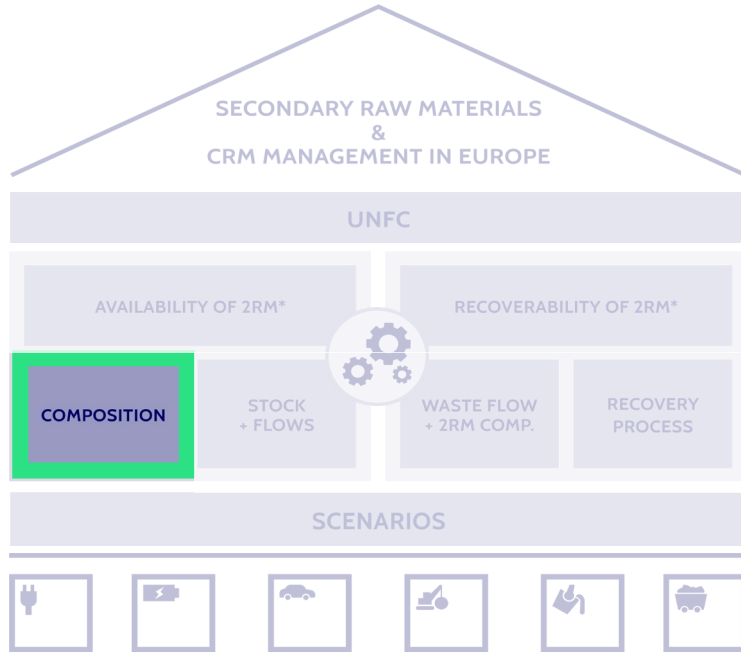 SECONDARY RAW MATERIALS
&
CRM MANAGEMENT IN EUROPE
UNFC
AVAILABILITY OF 2RM*
RECOVERABILITY OF 2RM*
COMPOSITION
STOCK
+ FLOWS
WASTE FLOW
+ 2RM COMP.
RECOVERY
PROCESS
SCENARIOS